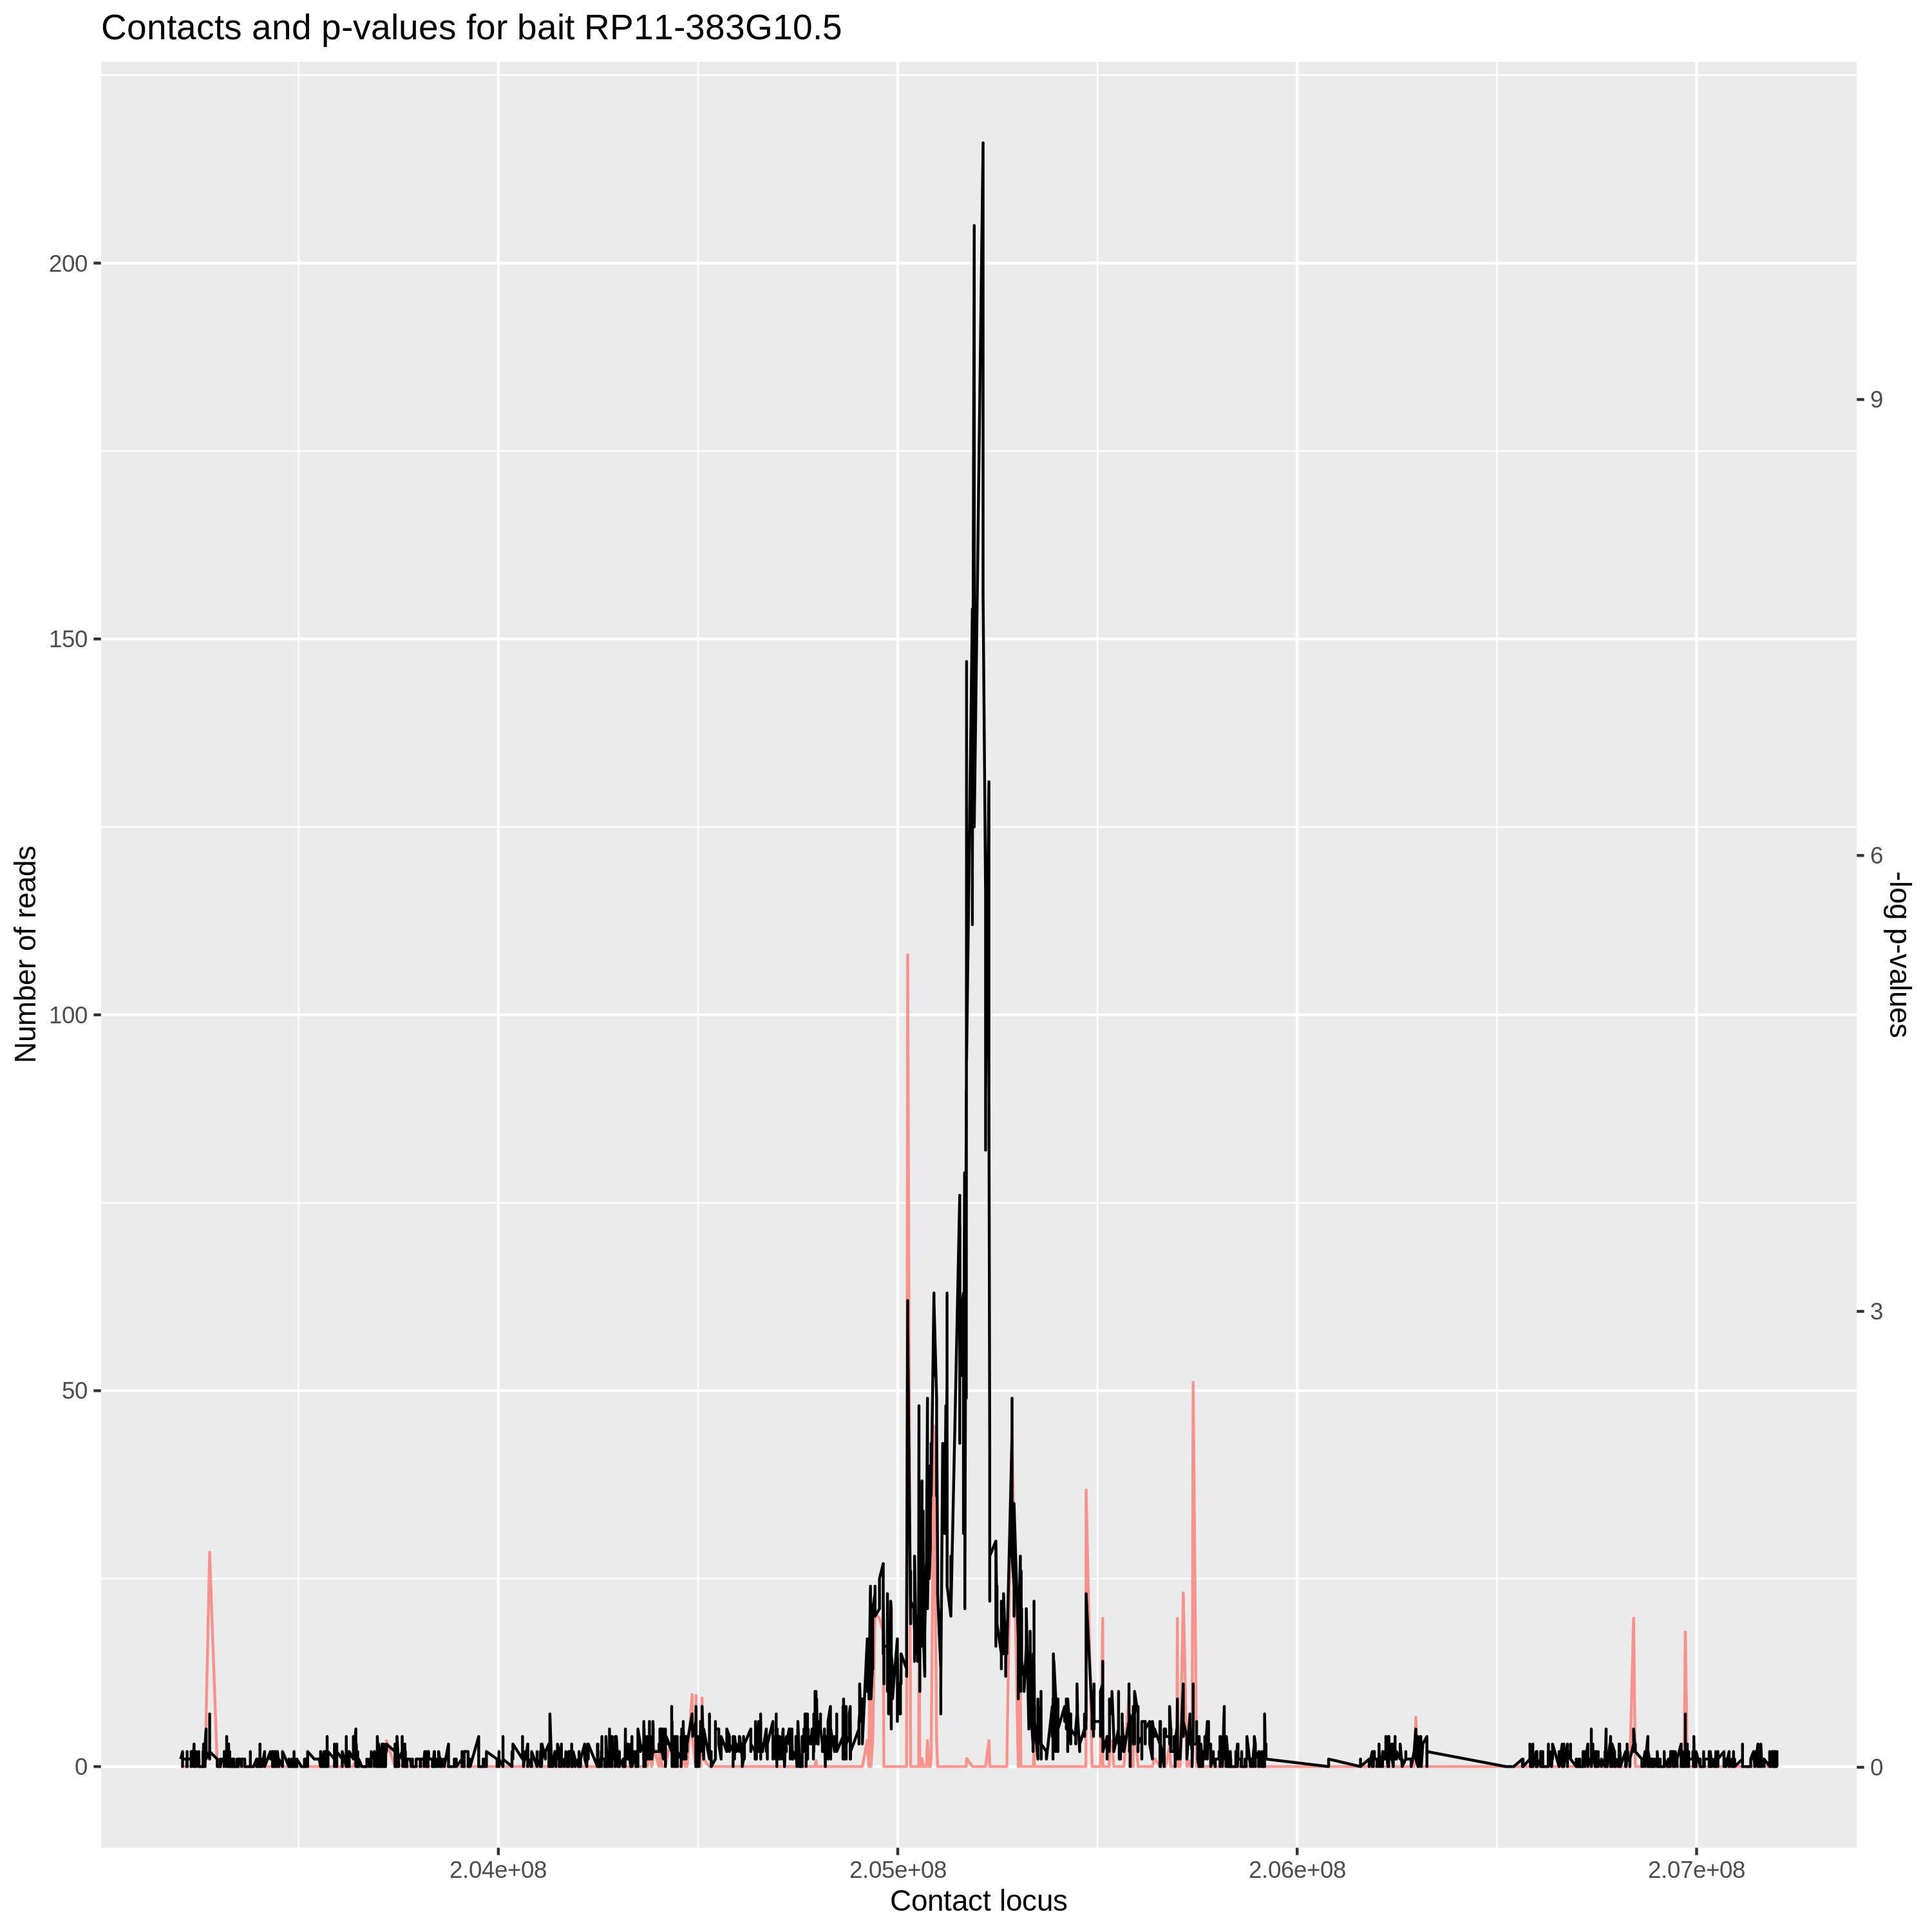 Contacts and p-values for bait RP11-383G10.5
200
150
100
50
0
9
6
3
0
Number of reads
-log p-values
2.04e+08
2.05e+08
2.06e+08
2.07e+08
Contact locus